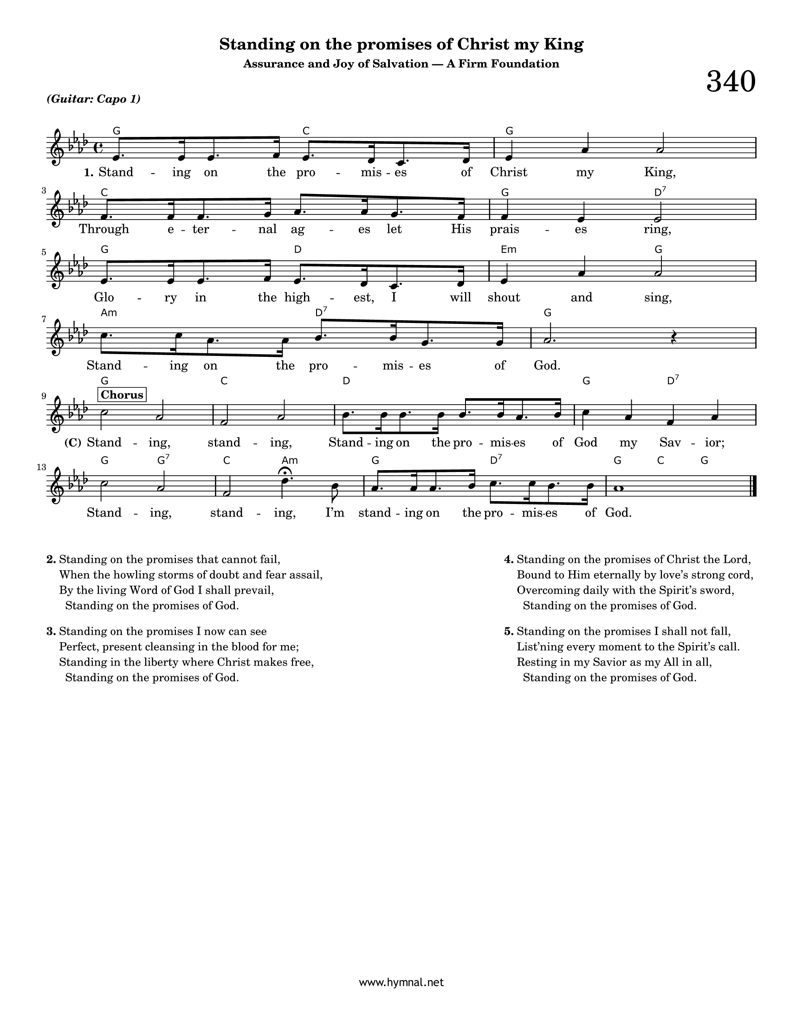 Standing on the promises of Christ my King
Assurance and Joy of Salvation — A Firm Foundation
340
(Guitar: Capo 1)
G C G
1. Stand - ing on the pro - mis - es of Christ my King,
3
C G D7
Through e - ter - nal ag - es let His prais - es ring,
5
G D Em G
Glo - ry in the high - est, I will shout and sing,
7
Am D7 G
Stand - ing on the pro - mis - es of God.
G C D G D7
Chorus
9
(C) Stand - ing, stand - ing, Stand - ing on the pro - mis-es of God my Sav - ior;
13
G G7 C Am G D7 G C G
Stand - ing, stand - ing, I'm stand - ing on the pro - mis-es of God.
2. Standing on the promises that cannot fail,
When the howling storms of doubt and fear assail,
By the living Word of God I shall prevail,
Standing on the promises of God.
3. Standing on the promises I now can see
Perfect, present cleansing in the blood for me;
Standing in the liberty where Christ makes free,
Standing on the promises of God.
4. Standing on the promises of Christ the Lord,
Bound to Him eternally by love's strong cord,
Overcoming daily with the Spirit's sword,
Standing on the promises of God.
5. Standing on the promises I shall not fall,
List'ning every moment to the Spirit's call.
Resting in my Savior as my All in all,
Standing on the promises of God.
www.hymnal.net